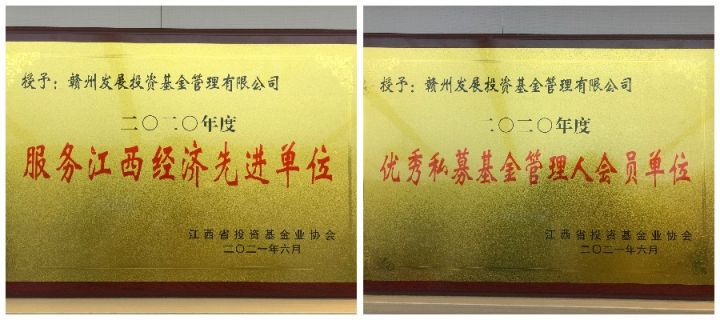 授予：赣州发展投资基金管理有限公司
二〇二〇年度
服务江西经济先进单位
江西省投资基金业协会
二〇二一年六月
授予：赣州发展投资基金管理有限公司
二〇二〇年度
优秀私募基金管理人会员单位
江西省投资基金业协会
二〇二一年六月